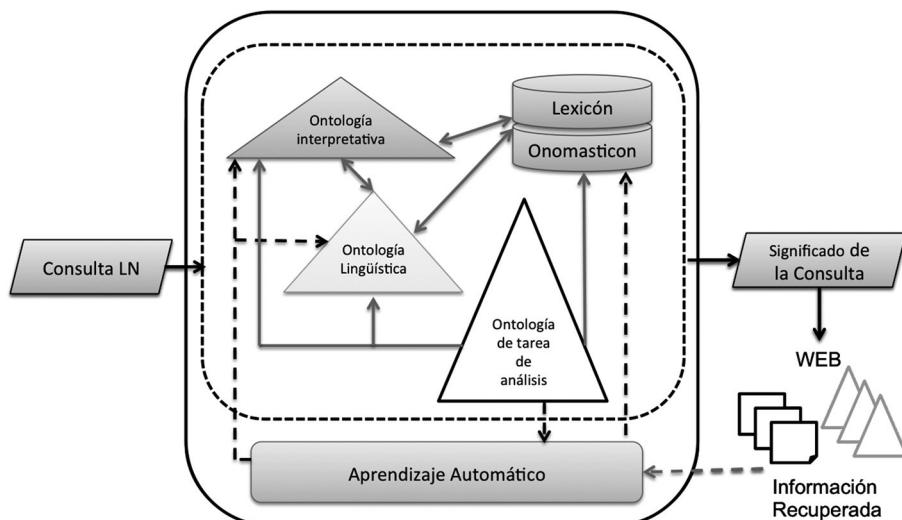 Ontología
interpretativa
Lexicón
Onomasticon
Consulta LN
Ontología
Lingüística
Significado de
la Consulta
Ontología
de tarea
de
análisis
WEB
Aprendizaje Automático
Información
Recuperada